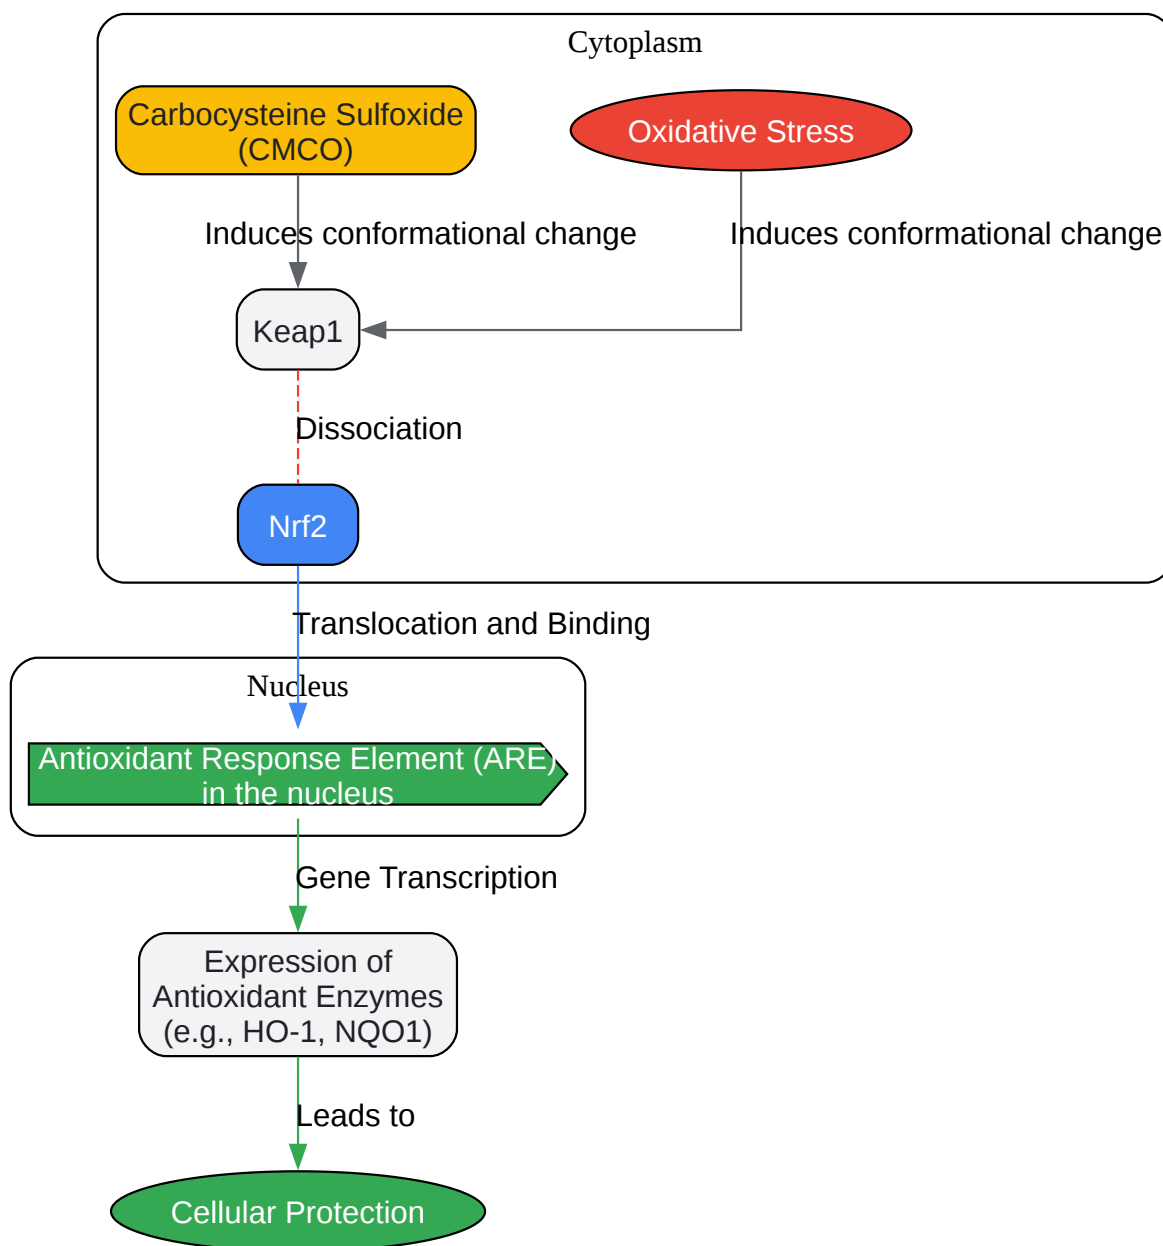 Cytoplasm
Carbocysteine Sulfoxide
(CMCO)
Oxidative Stress
Induces conformational change
Induces conformational change
Keap1
Dissociation
Nrf2
Translocation and Binding
Nucleus
Antioxidant Response Element (ARE)
in the nucleus
Gene Transcription
Expression of
Antioxidant Enzymes
(e.g., HO-1, NQO1)
Leads to
Cellular Protection